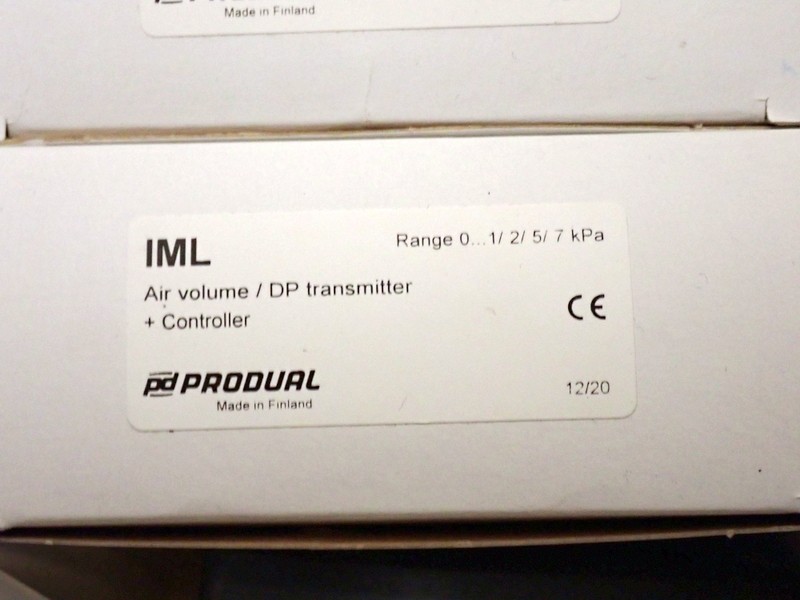 Made in Finland
IML
Range 0...1/ 2/ 5/ 7 kPa
Air volume / DP transmitter
+ Controller
CE
pd PRODUAL
Made in Finland
12/20